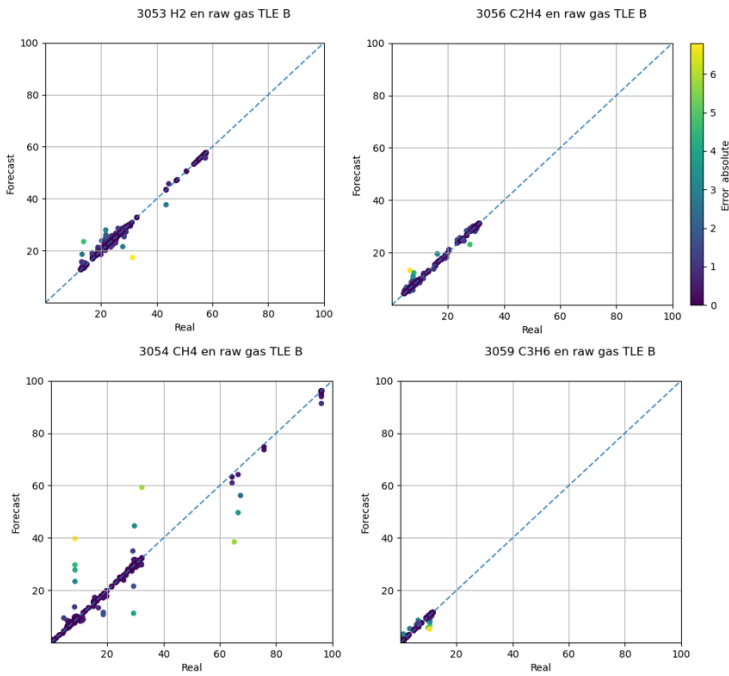 3053 H2 en raw gas TLE B
3056 C2H4 en raw gas TLE B
100
80
60
40
20
Forecast
20 40 60 80 100
Real
100
80
60
40
20
Forecast
20 40 60 80 100
Real
6
5
4
3
2
1
0
Error absolute
3054 CH4 en raw gas TLE B
3059 C3H6 en raw gas TLE B
100
80
60
40
20
Forecast
20 40 60 80 100
Real
100
80
60
40
20
Forecast
20 40 60 80 100
Real